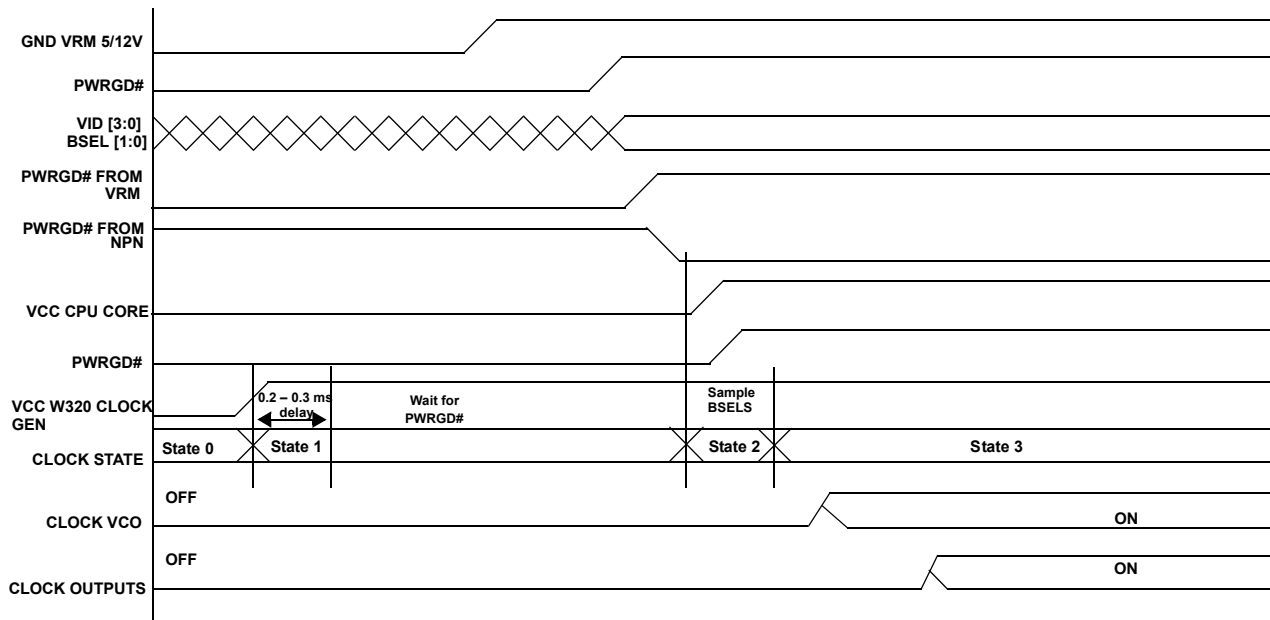 GND VRM 5/12V
PWRGD#
VID [3:0]
BSEL [1:0]
PWRGD# FROM
VRM
PWRGD# FROM
NPN
VCC CPU CORE
PWRGD#
VCC W320 CLOCK
GEN
0.2 – 0.3 ms
delay
Wait for
PWRGD#
Sample
BSELS
CLOCK STATE
State 0
State 1
State 2
State 3
OFF
CLOCK VCO
ON
OFF
CLOCK OUTPUTS
ON